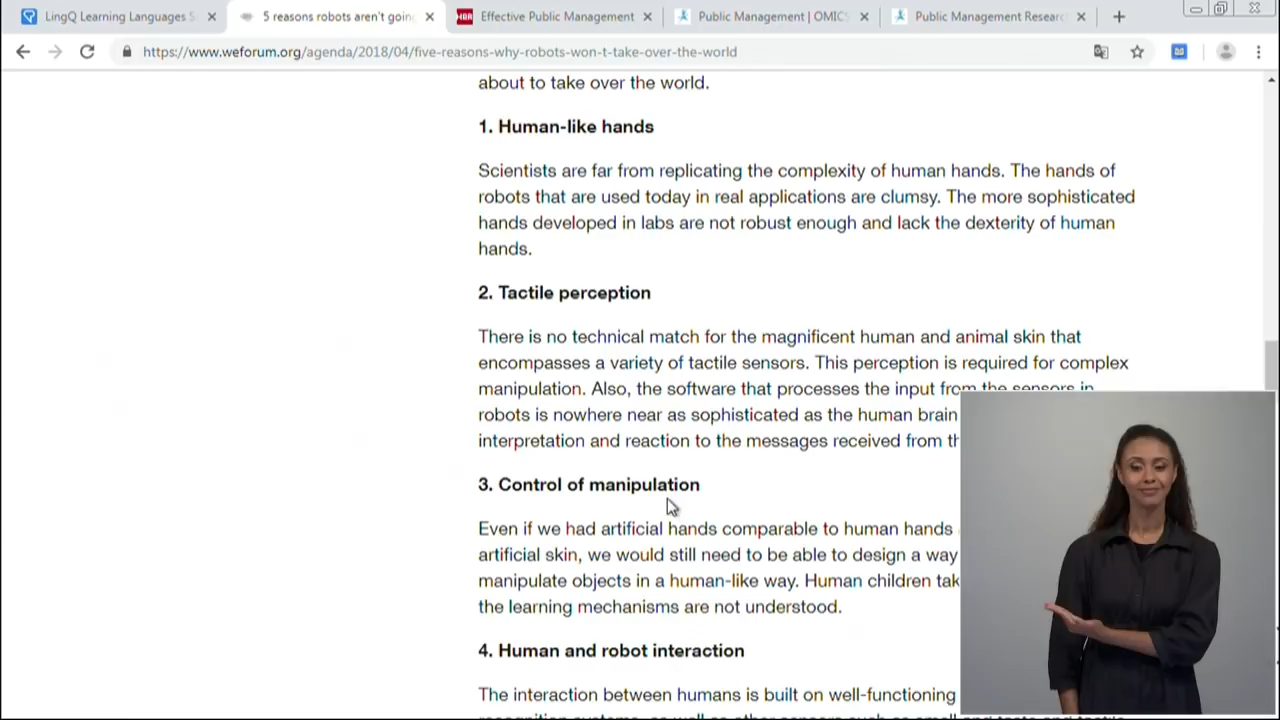 LingQ Learning Languages S
5 reasons robots aren't goin
HBR Effective Public Management
Public Management | OMICS
Public Management Researc
https://www.weforum.org/agenda/2018/04/five-reasons-why-robots-won-t-take-over-the-world
about to take over the world.
1. Human-like hands
Scientists are far from replicating the complexity of human hands. The hands of
robots that are used today in real applications are clumsy. The more sophisticated
hands developed in labs are not robust enough and lack the dexterity of human
hands.
2. Tactile perception
There is no technical match for the magnificent human and animal skin that
encompasses a variety of tactile sensors. This perception is required for complex
manipulation. Also, the software that processes the input from the sensors in
robots is nowhere near as sophisticated as the human brain
interpretation and reaction to the messages received from th
3. Control of manipulation
Even if we had artificial hands comparable to human hands
artificial skin, we would still need to be able to design a way
manipulate objects in a human-like way. Human children tak
the learning mechanisms are not understood.
4. Human and robot interaction
The interaction between humans is built on well-functioning